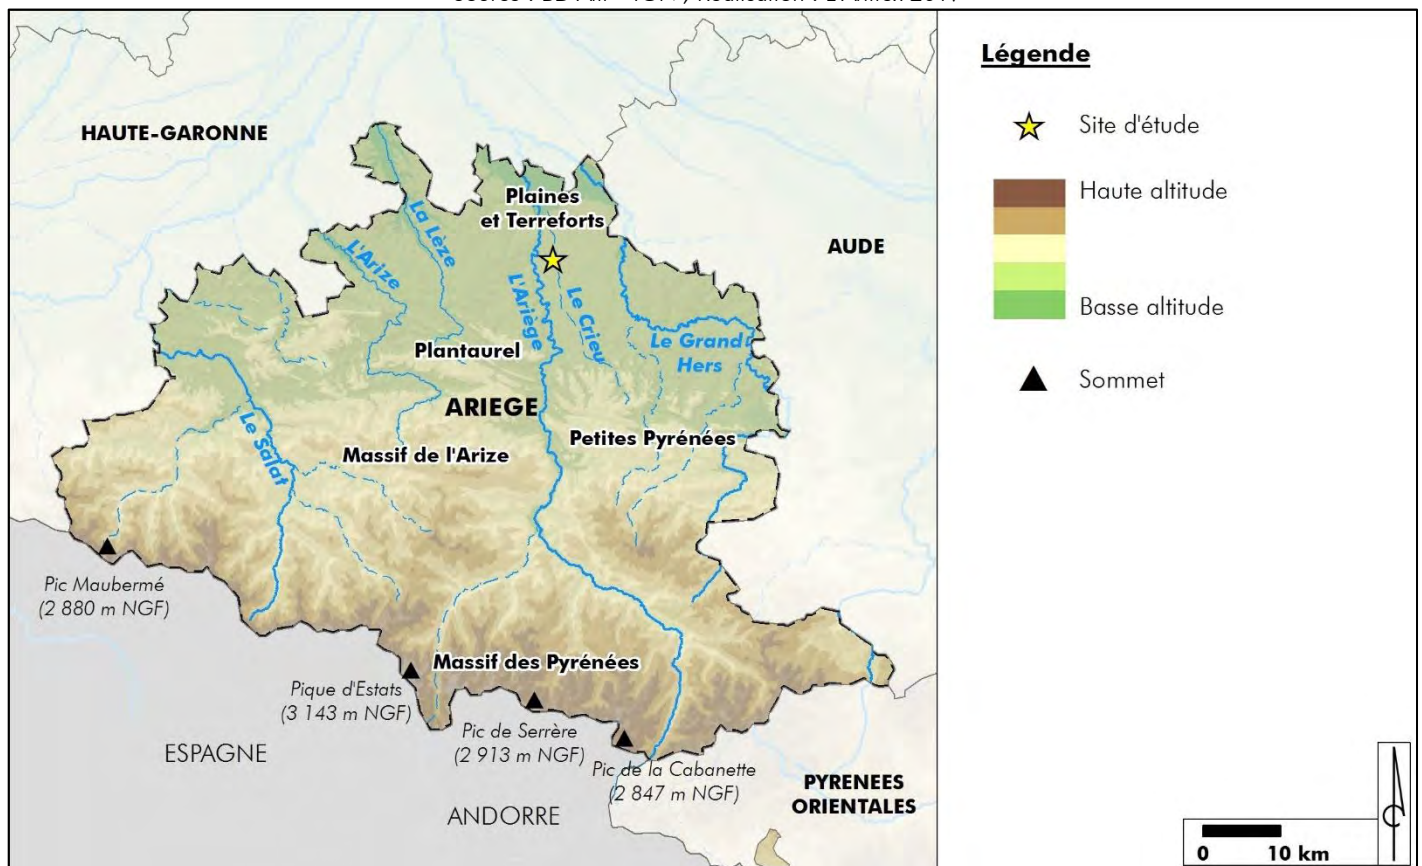 HAUTE-GARONNE
La Lèze
L'Arize
Plaines
et Terreforts
AUDE
L'Ariège
Le Crieu
Le Grand
Hers
Plantaurel
ARIEGE
Petites Pyrénées
Le Salat
Massif de l'Arize
Pic Maubermé
(2 880 m NGF)
Massif des Pyrénées
Pique d'Estats
(3 143 m NGF)
Pic de Serrère
(2 913 m NGF)
Pic de la Cabanette
(2 847 m NGF)
ESPAGNE
ANDORRE
PYRENEES
ORIENTALES
Légende
Site d'étude
Haute altitude
Basse altitude
Sommet
0 10 km